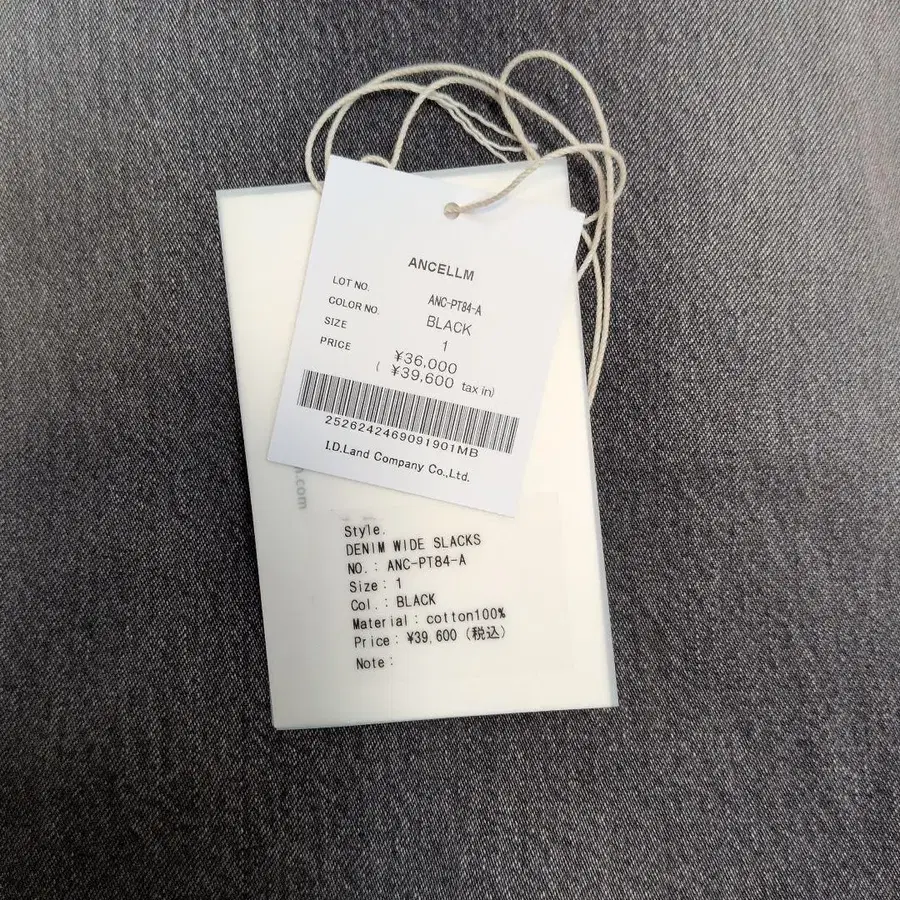 ANCELLM
LOT NO. ANC-PT84-A
COLOR NO. BLACK
SIZE 1
PRICE ¥36,000
( ¥39,600 tax in)
2526242469091901MB
I.D.Land Company Co.,Ltd.
.com
Style.
DENIM WIDE SLACKS
NO. : ANC-PT84-A
Size : 1
Col. : BLACK
Material : cotton100%
Price : ¥39,600 (税込)
Note :